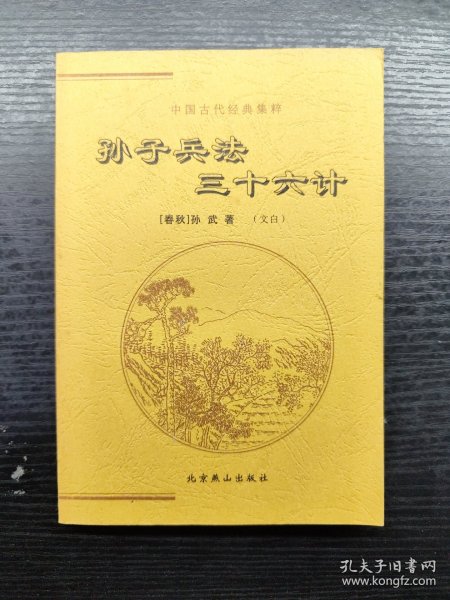 中国古代经典集粹
孙子兵法
三十六计
[春秋]孙 武 著 （文白）
北京燕山出版社
孔夫子旧书网
www.kongfz.com